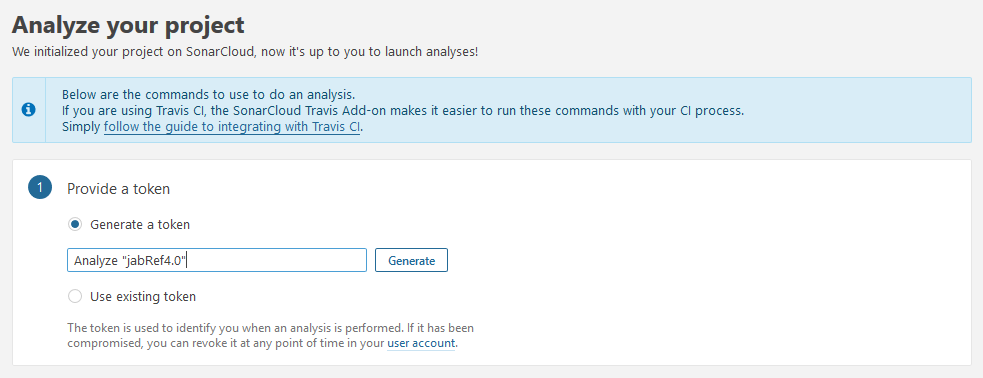 Analyze your project
We initialized your project on SonarCloud, now it's up to you to launch analyses!
Below are the commands to use to do an analysis.
If you are using Travis CI, the SonarCloud Travis Add-on makes it easier to run these commands with your CI process.
Simply follow the guide to integrating with Travis CI.
1 Provide a token
Generate a token
Analyze "jabRef4.0" Generate
Use existing token
The token is used to identify you when an analysis is performed. If it has been
compromised, you can revoke it at any point of time in your user account.